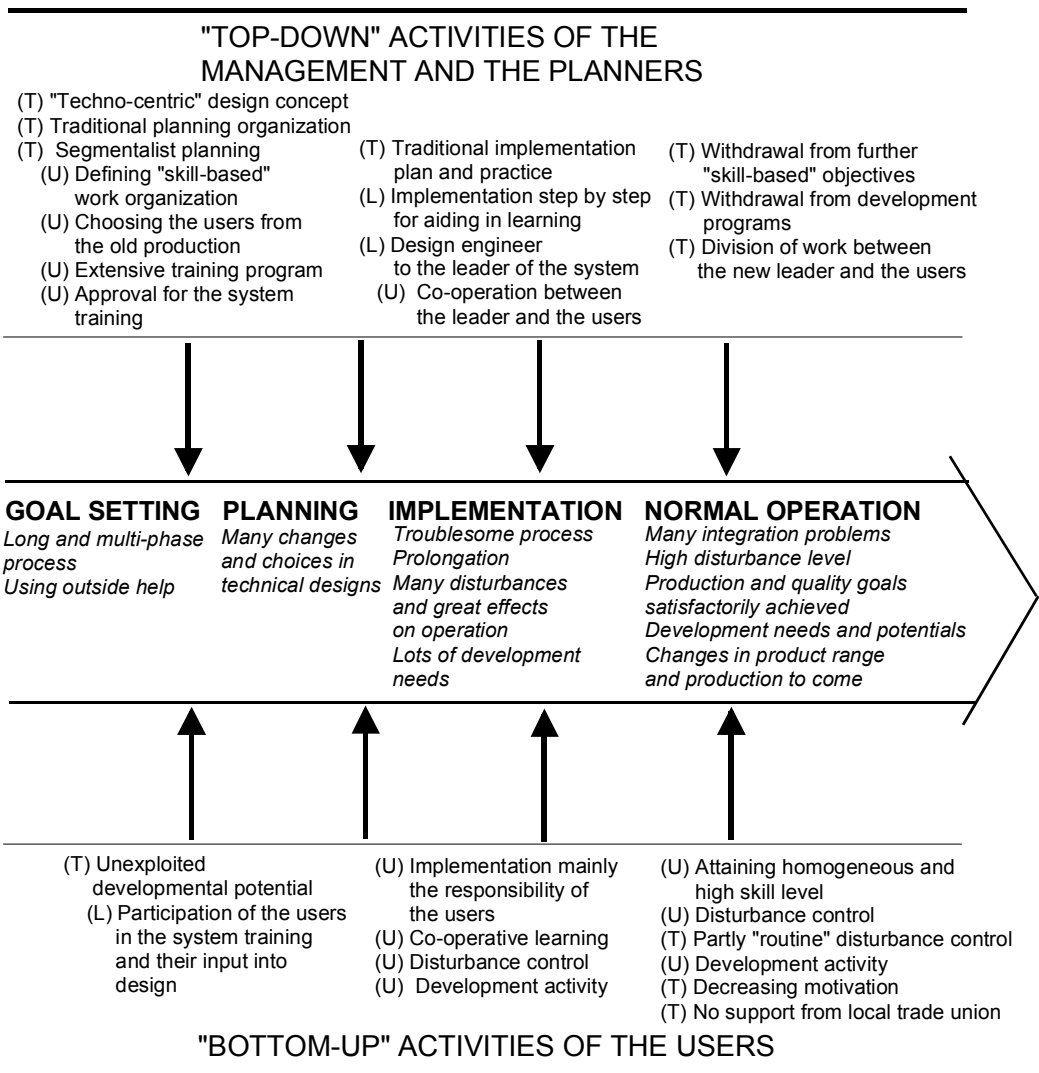 "TOP-DOWN" ACTIVITIES OF THE
MANAGEMENT AND THE PLANNERS
(T) "Techno-centric" design concept
(T) Traditional planning organization
(T) Segmentalist planning
(U) Defining "skill-based"
work organization
(U) Choosing the users from
the old production
(U) Extensive training program
(U) Approval for the system
training
(T) Traditional implementation
plan and practice
(L) Implementation step by step
for aiding in learning
(L) Design engineer
to the leader of the system
(U) Co-operation between
the leader and the users
(T) Withdrawal from further
"skill-based" objectives
(T) Withdrawal from development
programs
(T) Division of work between
the new leader and the users
GOAL SETTING
Long and multi-phase
process
Using outside help
PLANNING
Many changes
and choices in
technical designs
IMPLEMENTATION
Troublesome process
Prolongation
Many disturbances
and great effects
on operation
Lots of development
needs
NORMAL OPERATION
Many integration problems
High disturbance level
Production and quality goals
satisfactorily achieved
Development needs and potentials
Changes in product range
and production to come
(T) Unexploited
developmental potential
(L) Participation of the users
in the system training
and their input into
design
(U) Implementation mainly
the responsibility of
the users
(U) Co-operative learning
(U) Disturbance control
(U) Development activity
(U) Attaining homogeneous and
high skill level
(U) Disturbance control
(T) Partly "routine" disturbance control
(U) Development activity
(T) Decreasing motivation
(T) No support from local trade union
"BOTTOM-UP" ACTIVITIES OF THE USERS